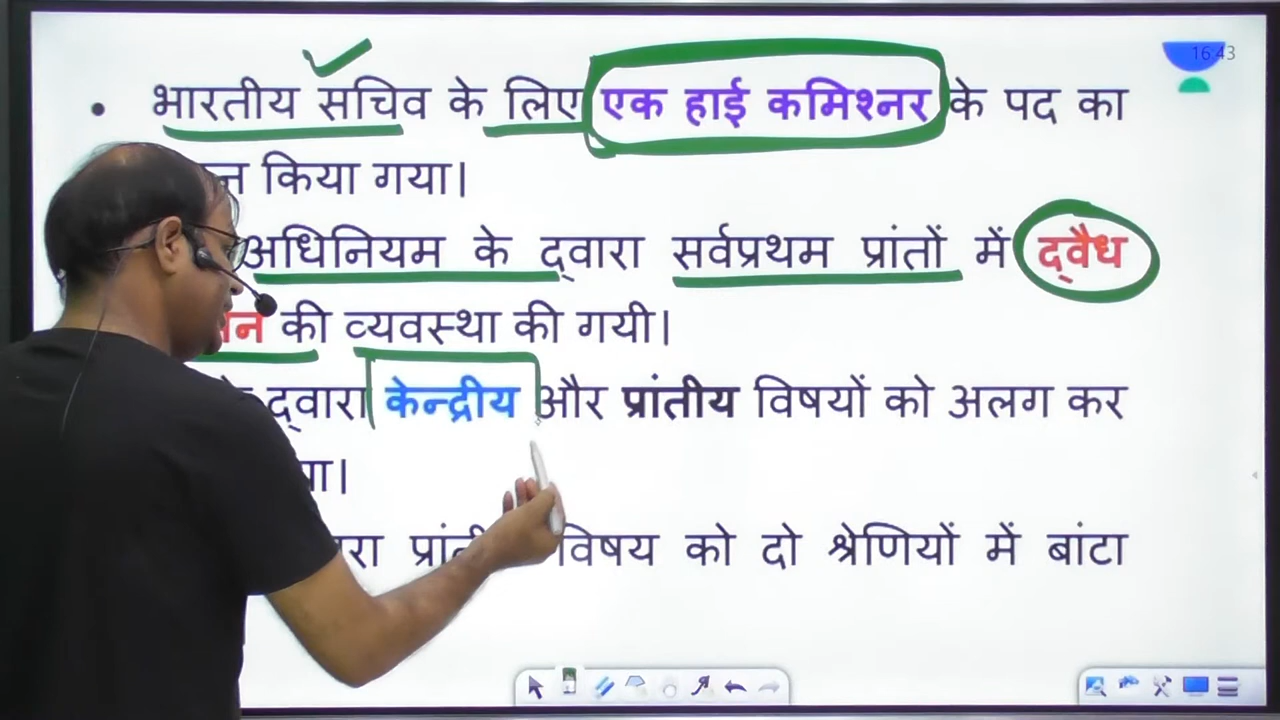 • भारतीय सचिव के लिए एक हाई कमिश्नर के पद का
किया गया।
अधिनियम के द्वारा सर्वप्रथम प्रांतों में द्वैध
की व्यवस्था की गयी।
द्वारा केन्द्रीय और प्रांतीय विषयों को अलग कर
विषय को दो श्रेणियों में बांटा
16:43